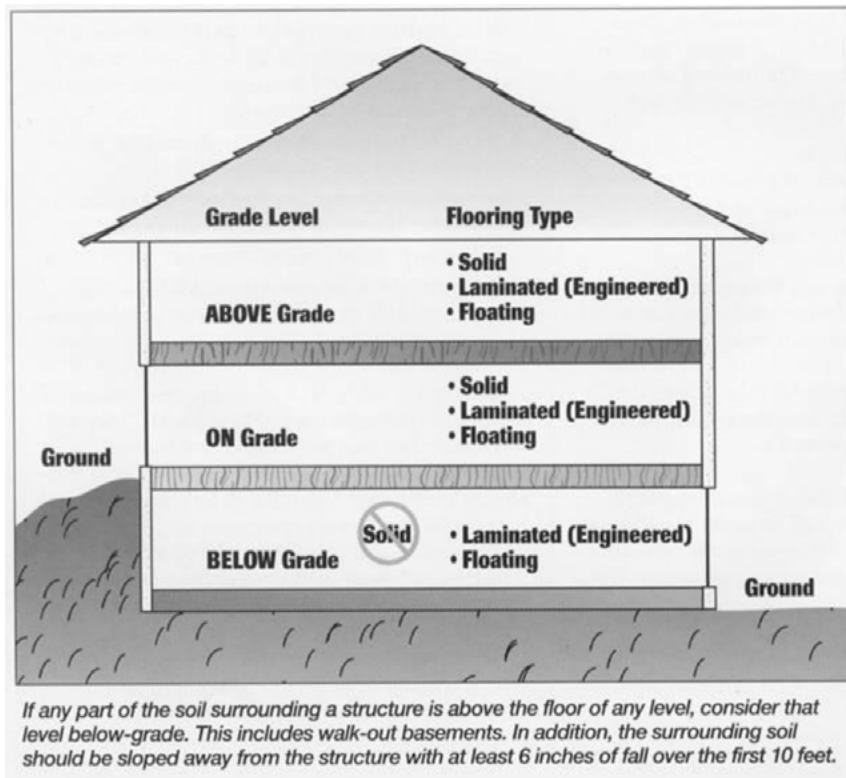 Grade Level Flooring Type
• Solid
• Laminated (Engineered)
ABOVE Grade • Floating
• Solid
• Laminated (Engineered)
ON Grade • Floating
Ground
Solid • Laminated (Engineered)
BELOW Grade • Floating
Ground
If any part of the soil surrounding a structure is above the floor of any level, consider that
level below-grade. This includes walk-out basements. In addition, the surrounding soil
should be sloped away from the structure with at least 6 inches of fall over the first 10 feet.